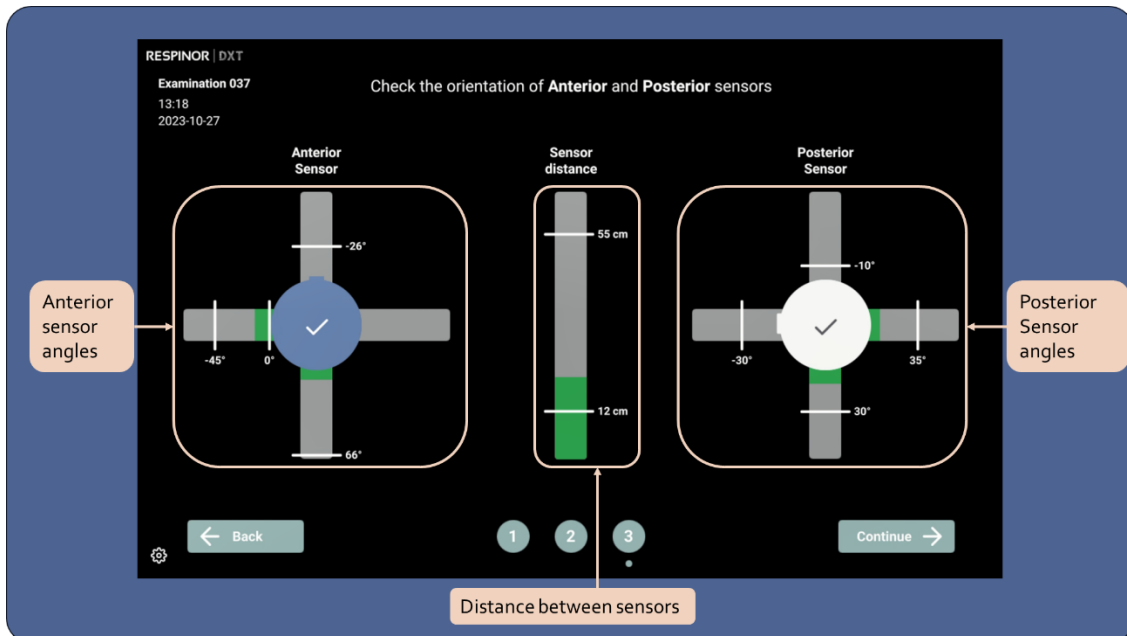 RESPINOR | DXT
Examination 037
13:18
2023-10-27
Check the orientation of Anterior and Posterior sensors
Anterior
Sensor
Sensor
distance
Posterior
Sensor
-26°
-45°
0°
66°
55 cm
12 cm
-10°
-30°
35°
30°
Anterior
sensor
angles
Posterior
Sensor
angles
Back
1
2
3
Continue
Distance between sensors